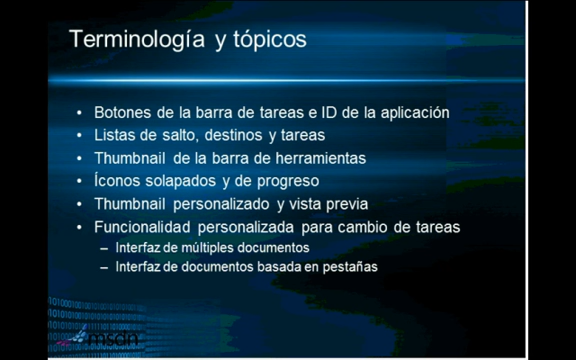 Terminología y tópicos
• Botones de la barra de tareas e ID de la aplicación
• Listas de salto, destinos y tareas
• Thumbnail de la barra de herramientas
• Íconos solapados y de progreso
• Thumbnail personalizado y vista previa
• Funcionalidad personalizada para cambio de tareas
– Interfaz de múltiples documentos
– Interfaz de documentos basada en pestañas
msdn